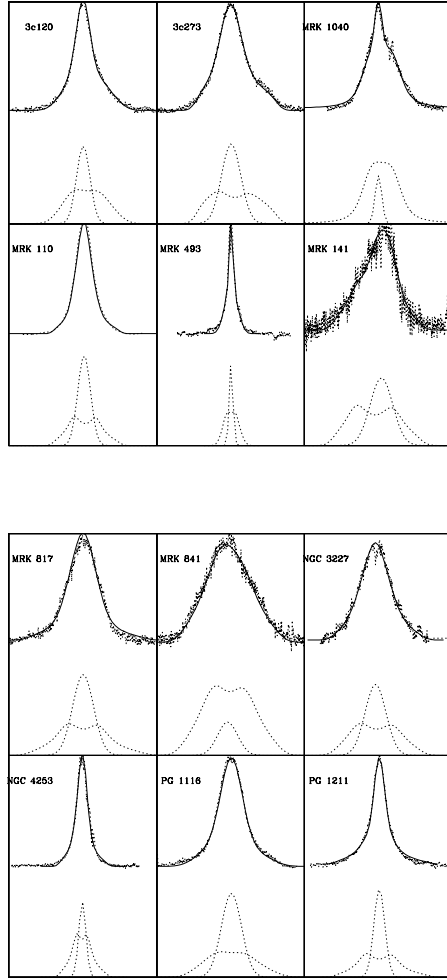 3c120
3c273
MRK 1040
MRK 110
MRK 493
MRK 141
MRK 817
MRK 841
NGC 3227
NGC 4253
PG 1116
PG 1211